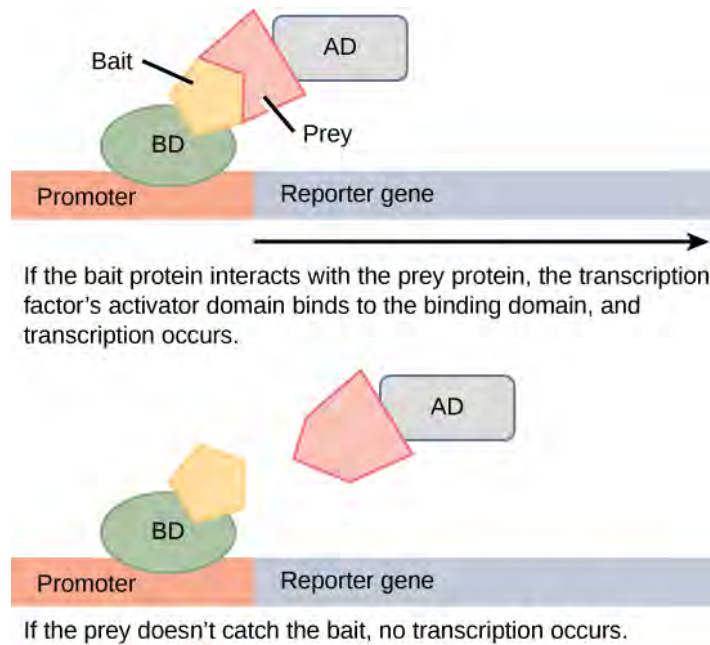 AD
Bait
Prey
BD
Promoter
Reporter gene
If the bait protein interacts with the prey protein, the transcription
factor's activator domain binds to the binding domain, and
transcription occurs.
AD
BD
Promoter
Reporter gene
If the prey doesn't catch the bait, no transcription occurs.